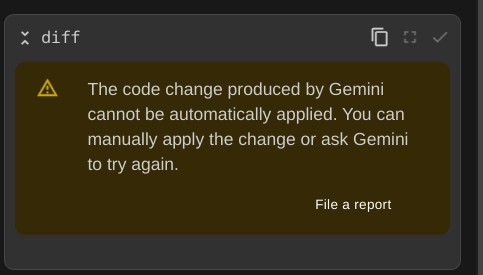 diff
The code change produced by Gemini
cannot be automatically applied. You can
manually apply the change or ask Gemini
to try again.
File a report